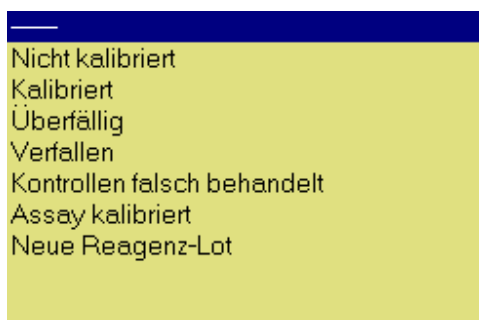 Nicht kalibriert
Kalibriert
Überfällig
Verfallen
Kontrollen falsch behandelt
Assay kalibriert
Neue Reagenz-Lot